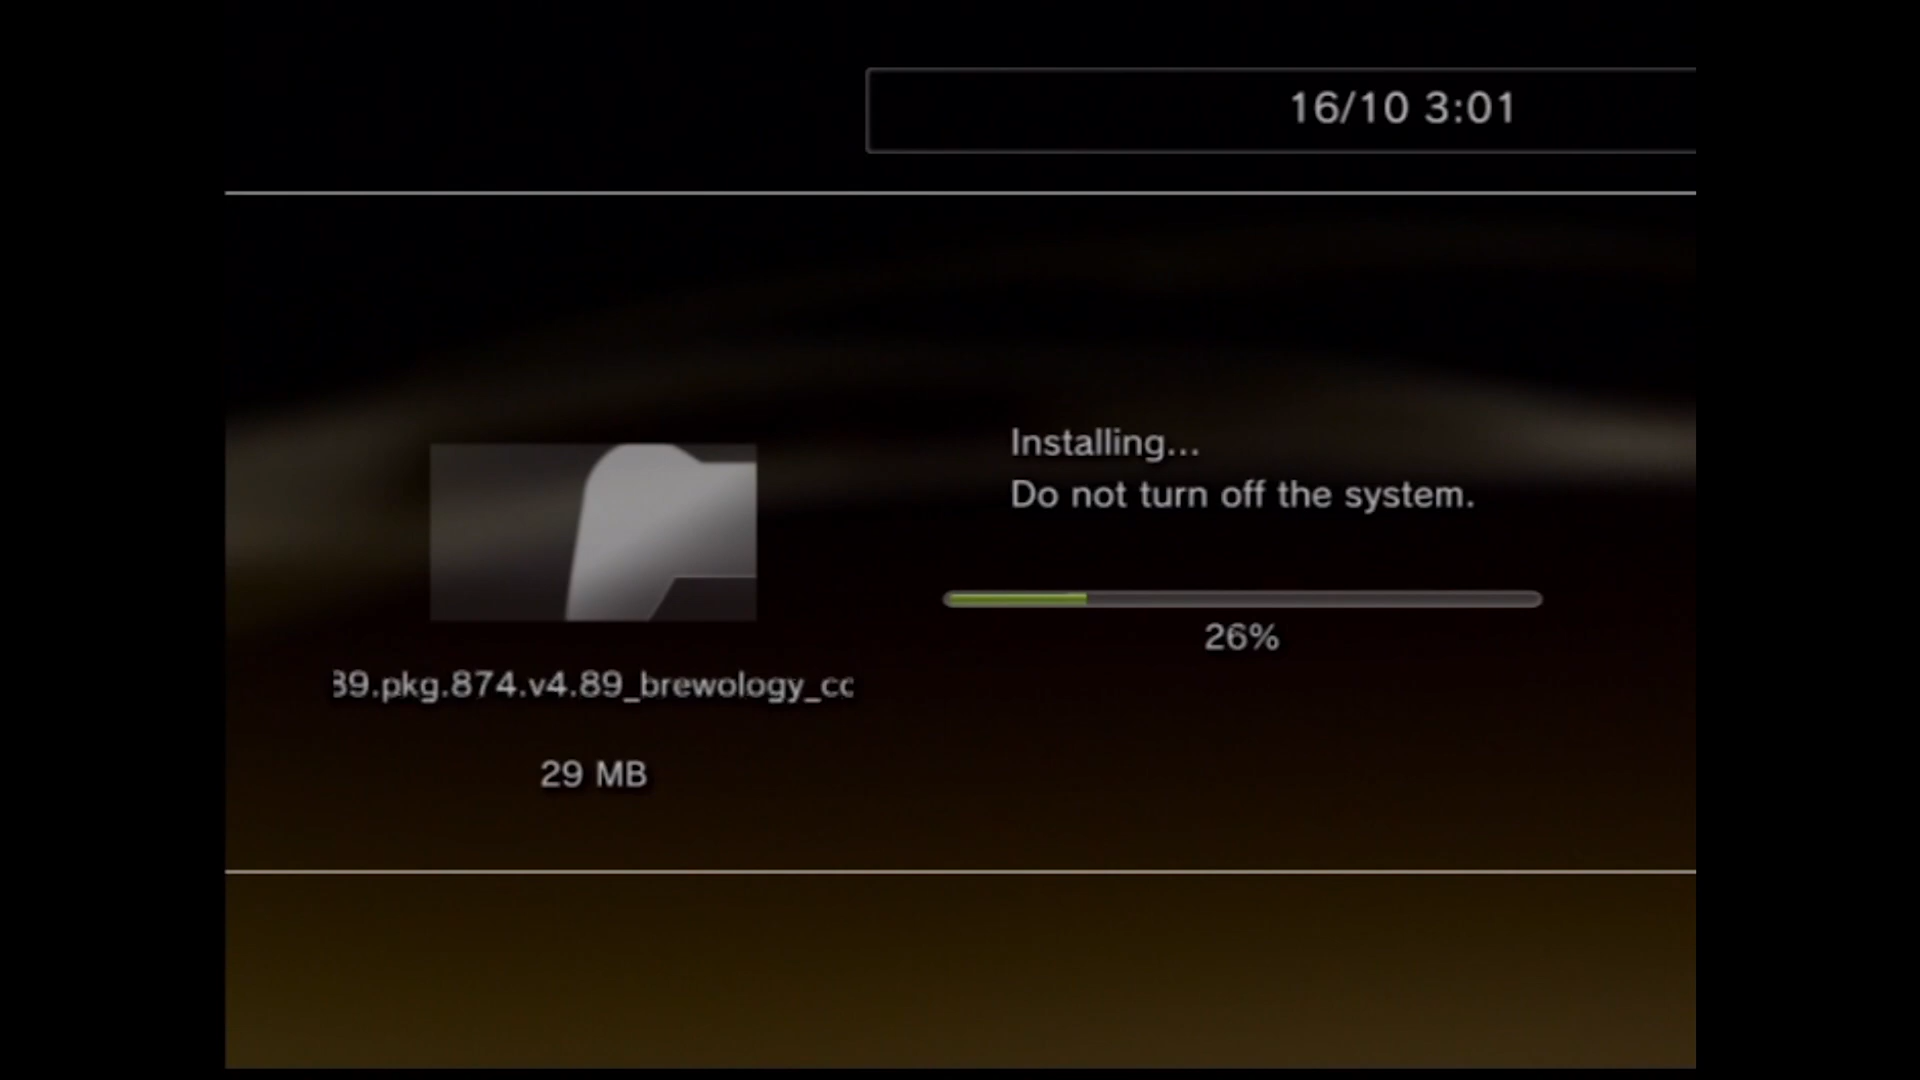 16/10 3:01
Installing...
Do not turn off the system.
26%
39.pkg.874.v4.89_brewology_cc
29 MB